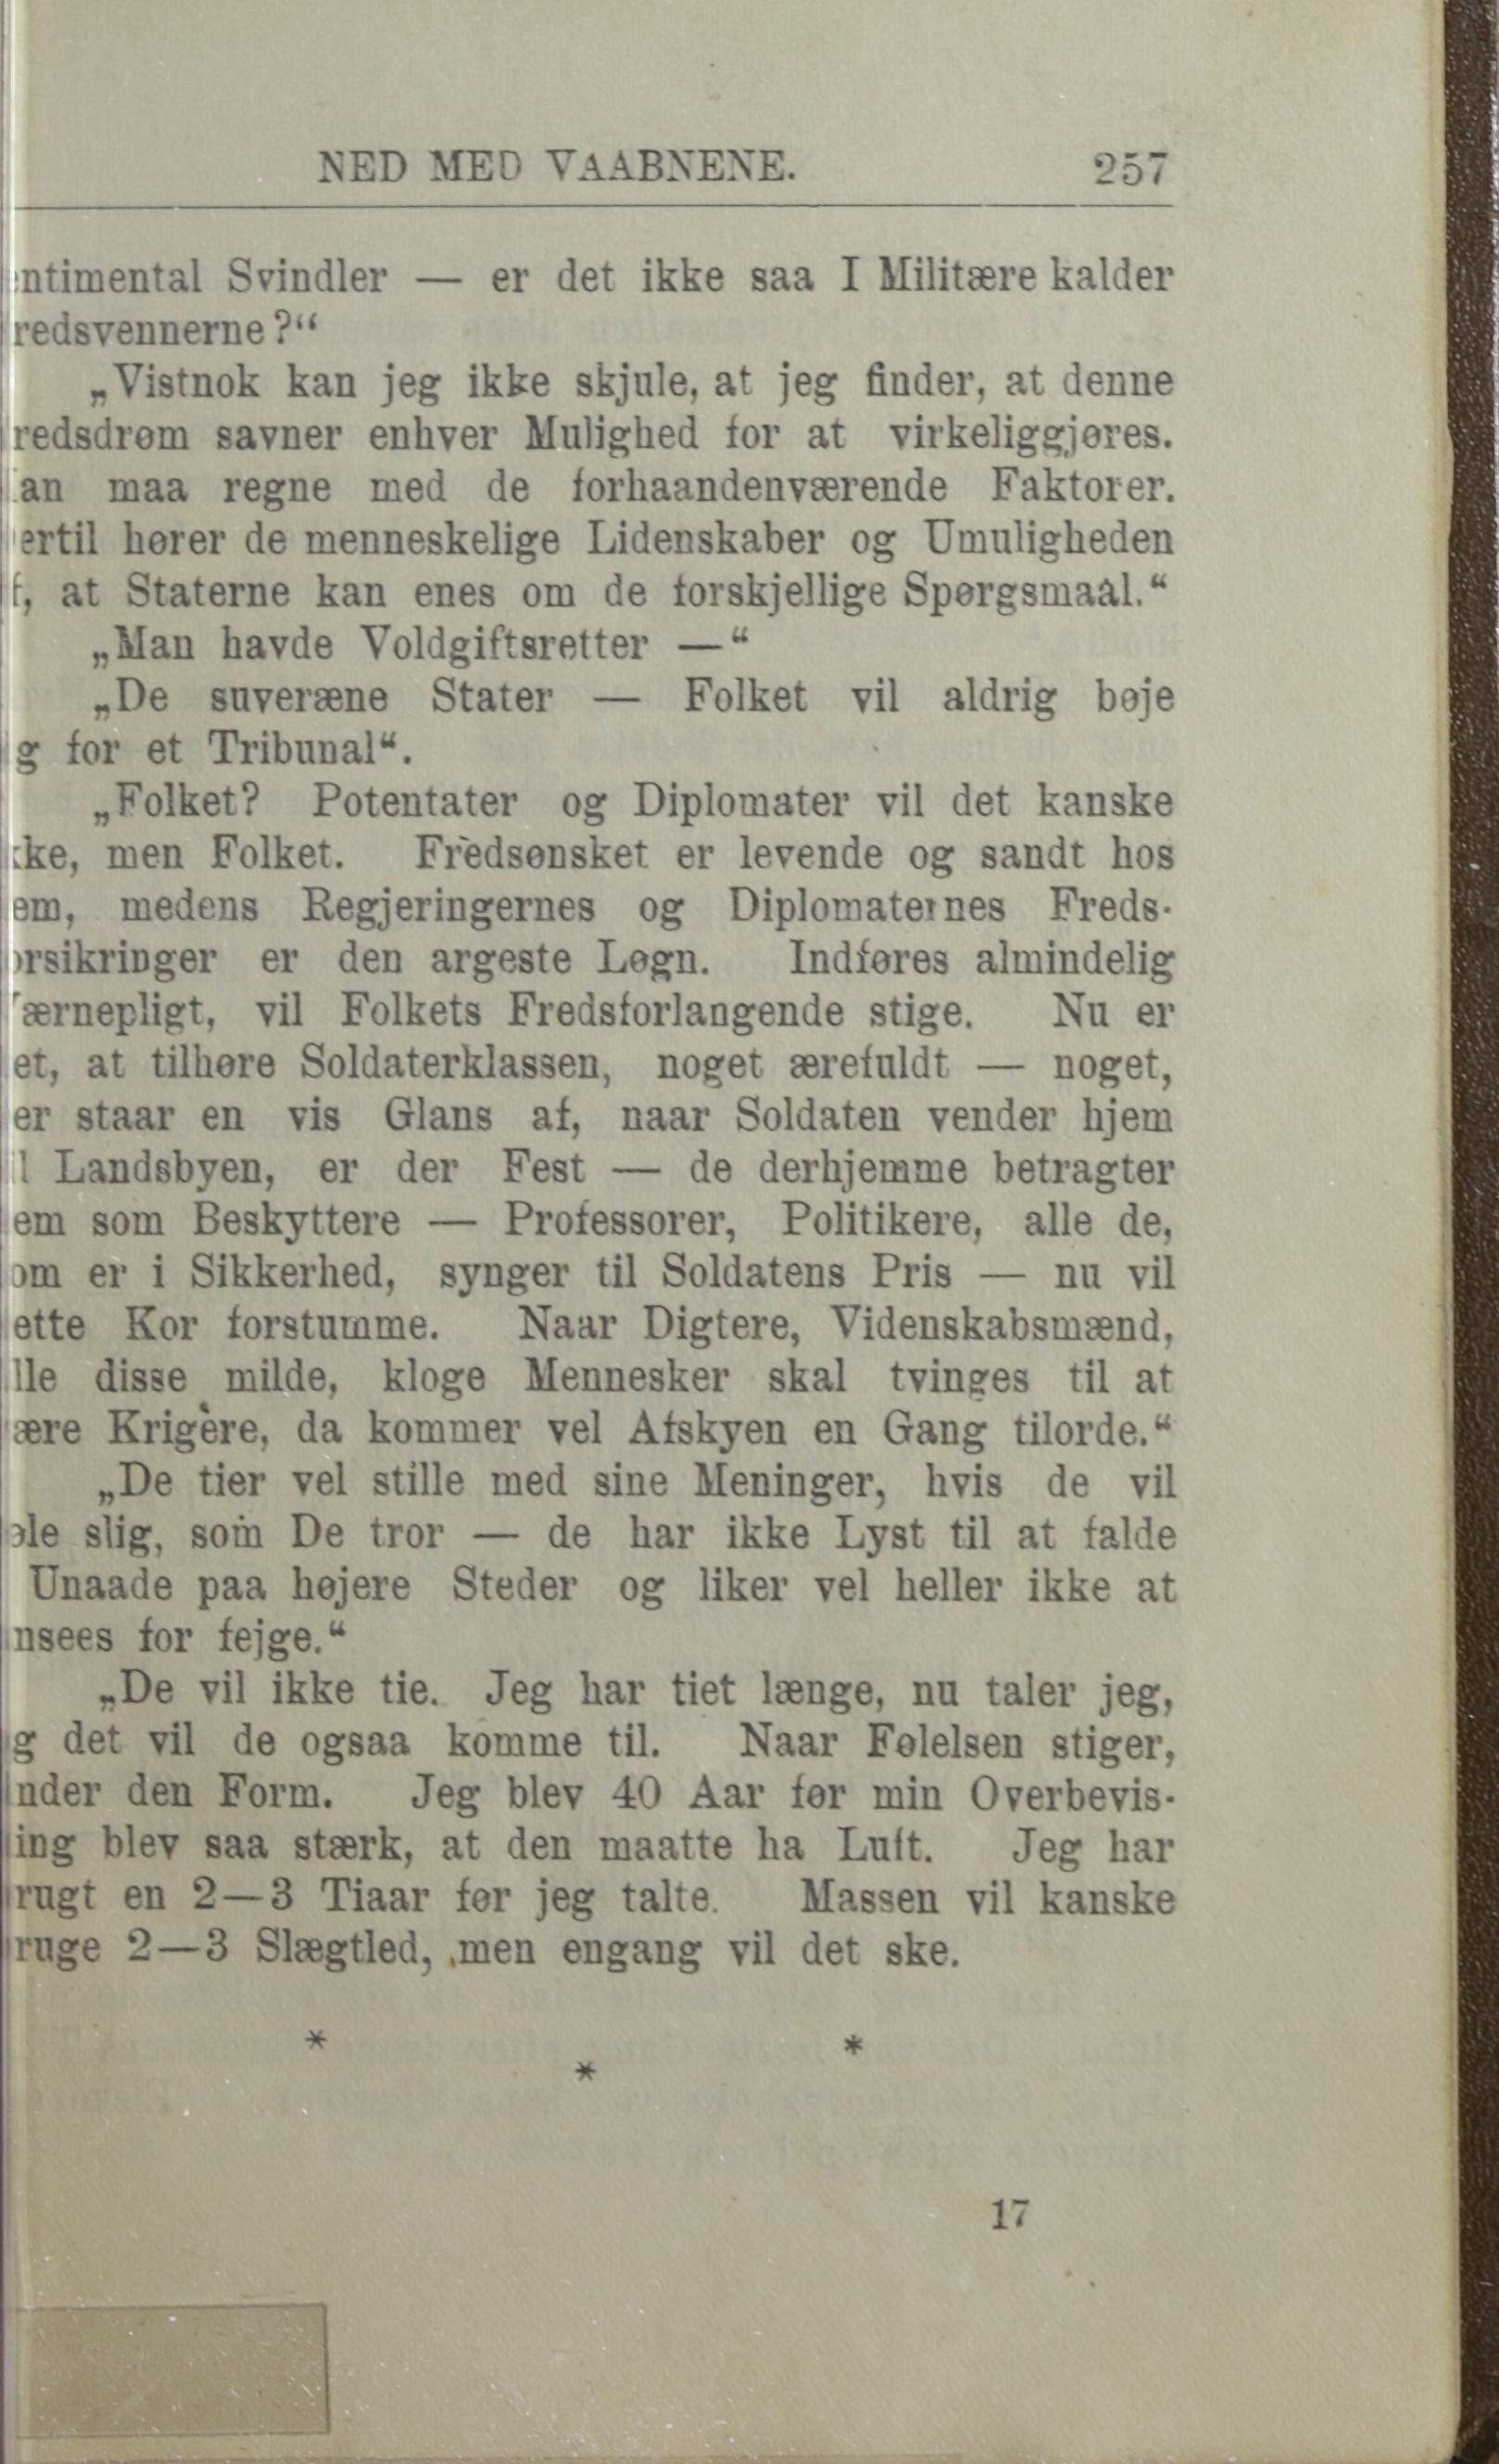 NED MED VAABNENE. 257
ntimental Svindler — er det ikke saa I Militære kalder
redsvennerne?“
„Vistnok kan jeg ikke skjule, at jeg finder, at denne
redsdrøm savner enhver Mulighed for at virkeliggjøres.
an maa regne med de forhaandenværende Faktorer.
ertil hører de menneskelige Lidenskaber og Umuligheden
f, at Staterne kan enes om de forskjellige Spørgsmaal.“
„Man havde Voldgiftsretter —“
„De suveræne Stater — Folket vil aldrig bøje
g for et Tribunal“.
„Folket? Potentater og Diplomater vil det kanske
ke, men Folket. Fredsønsket er levende og sandt hos
em, medens Regjeringernes og Diplomaternes Freds-
rsikringer er den argeste Løgn. Indføres almindelig
ærnepligt, vil Folkets Fredsforlangende stige. Nu er
et, at tilhøre Soldaterklassen, noget ærefuldt — noget,
er staar en vis Glans af, naar Soldaten vender hjem
l Landsbyen, er der Fest — de derhjemme betragter
em som Beskyttere — Professorer, Politikere, alle de,
om er i Sikkerhed, synger til Soldatens Pris — nu vil
ette Kor forstumme. Naar Digtere, Videnskabsmænd,
lle disse milde, kloge Mennesker skal tvinges til at
ære Krigere, da kommer vel Afskyen en Gang tilorde.“
„De tier vel stille med sine Meninger, hvis de vil
le slig, som De tror — de har ikke Lyst til at falde
Unaade paa højere Steder og liker vel heller ikke at
nsees for fejge.“
„De vil ikke tie. Jeg har tiet længe, nu taler jeg,
g det vil de ogsaa komme til. Naar Følelsen stiger,
nder den Form. Jeg blev 40 Aar før min Overbevis-
ing blev saa stærk, at den maatte ha Luft. Jeg har
rugt en 2—3 Tiaar før jeg talte. Massen vil kanske
ruge 2—3 Slægtled, men engang vil det ske.
* * *
17